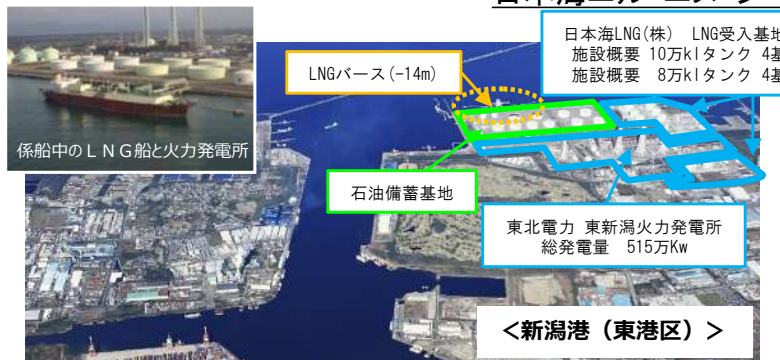 日本海LNG(株) LNG受入基地
施設概要 10万klタンク 4基
施設概要 8万klタンク 4基
LNGバース(-14m)
係船中のLNG船と火力発電所
石油備蓄基地
東北電力 東新潟火力発電所
総発電量 515万Kw
<新潟港(東港区)>